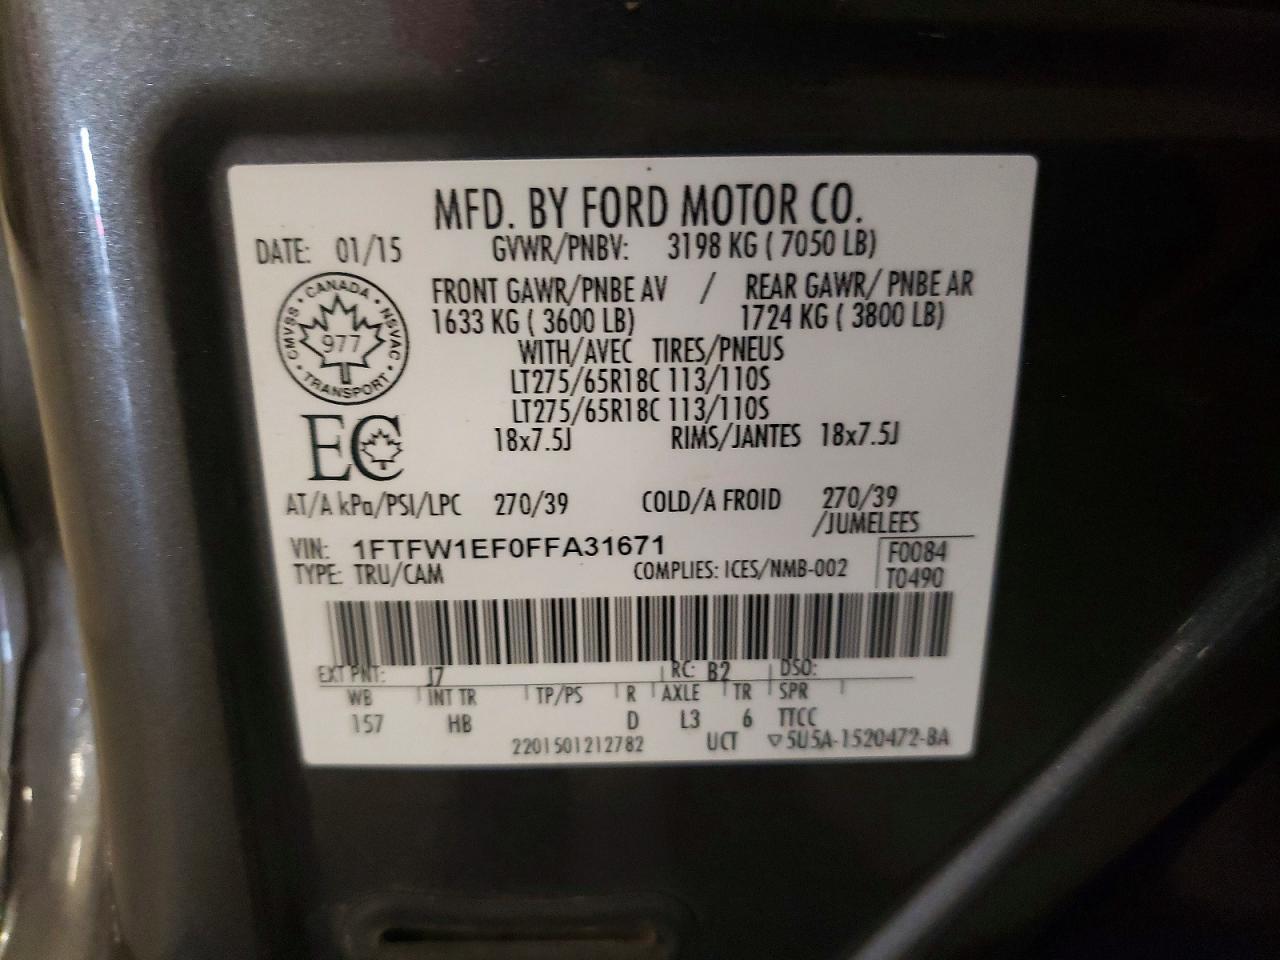 MFD. BY FORD MOTOR CO.
DATE: 01/15 GVWR/PNBV: 3198 KG ( 7050 LB)
FRONT GAWR/PNBE AV / REAR GAWR/ PNBE AR
1633 KG ( 3600 LB) 1724 KG ( 3800 LB)
WITH/AVEC TIRES/PNEUS
LT275/65R18C 113/110S
LT275/65R18C 113/110S
18x7.5J RIMS/JANTES 18x7.5J
CANADA
CMVSS NSVAC
977
TRANSPORT
EC
AT/A kPa/PSI/LPC 270/39 COLD/A FROID 270/39
/JUMELEES
VIN: 1FTFW1EF0FFA31671
F0084
TYPE: TRU/CAM COMPLIES: ICES/NMB-002 T0490
EXT PNT: J7 RC: B2 DSO:
WB INT TR TP/PS R AXLE TR SPR
157 HB D L3 6 TTCC
2201501212782 UCT ▽5U5A-1520472-BA